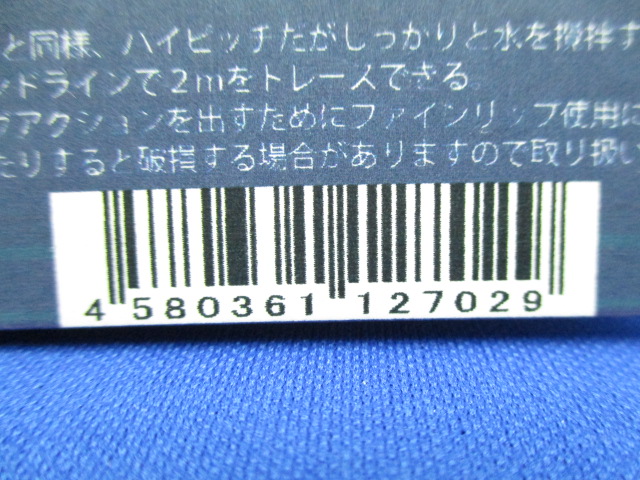 と同様、ハイピッチだがしっかりと水を撹拌す
ッドラインで2mをトレースできる。
アクションを出すためにファインリップ使用に
たりすると破損する場合がありますので取り扱い
4 580361 127029